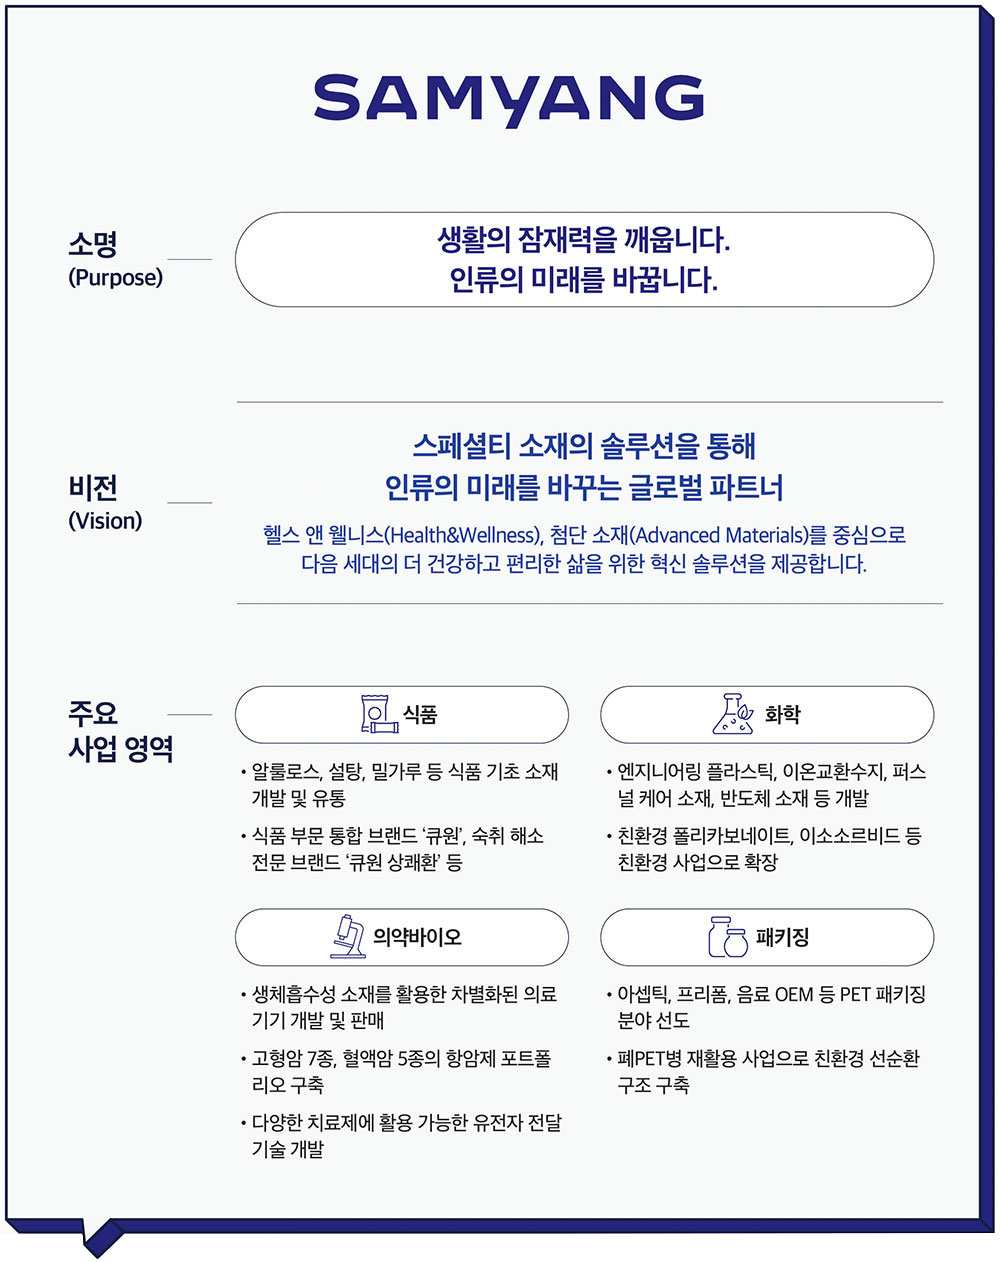 SAMYANG
소명
(Purpose)
생활의 잠재력을 깨웁니다.
인류의 미래를 바꿉니다.
비전
(Vision)
스페셜티 소재의 솔루션을 통해
인류의 미래를 바꾸는 글로벌 파트너
헬스 앤 웰니스(Health&Wellness), 첨단 소재(Advanced Materials)를 중심으로
다음 세대의 더 건강하고 편리한 삶을 위한 혁신 솔루션을 제공합니다.
주요
사업 영역
식품
• 알룰로스, 설탕, 밀가루 등 식품 기초 소재
개발 및 유통
• 식품 부문 통합 브랜드 ‘큐원’, 숙취 해소
전문 브랜드 ‘큐원 상쾌환’ 등
화학
• 엔지니어링 플라스틱, 이온교환수지, 퍼스
널 케어 소재, 반도체 소재 등 개발
• 친환경 폴리카보네이트, 이소소르비드 등
친환경 사업으로 확장
의약바이오
• 생체흡수성 소재를 활용한 차별화된 의료
기기 개발 및 판매
• 고형암 7종, 혈액암 5종의 항암제 포트폴
리오 구축
• 다양한 치료제에 활용 가능한 유전자 전달
기술 개발
패키징
• 아셉틱, 프리폼, 음료 OEM 등 PET 패키징
분야 선도
• 폐PET병 재활용 사업으로 친환경 선순환
구조 구축